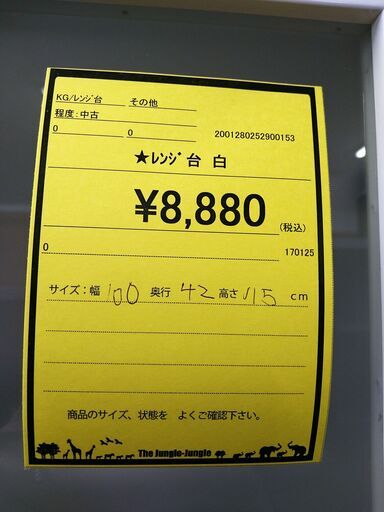 KG/ﾚﾝｼﾞ台 その他
程度:中古
0 0 2001280252900153
★ﾚﾝｼﾞ台 白
¥8,880 (税込)
0 170125
サイズ:幅 100 奥行 42 高さ 115 cm
商品のサイズ、状態を よくご確認下さい。
The Jungle-Jungle